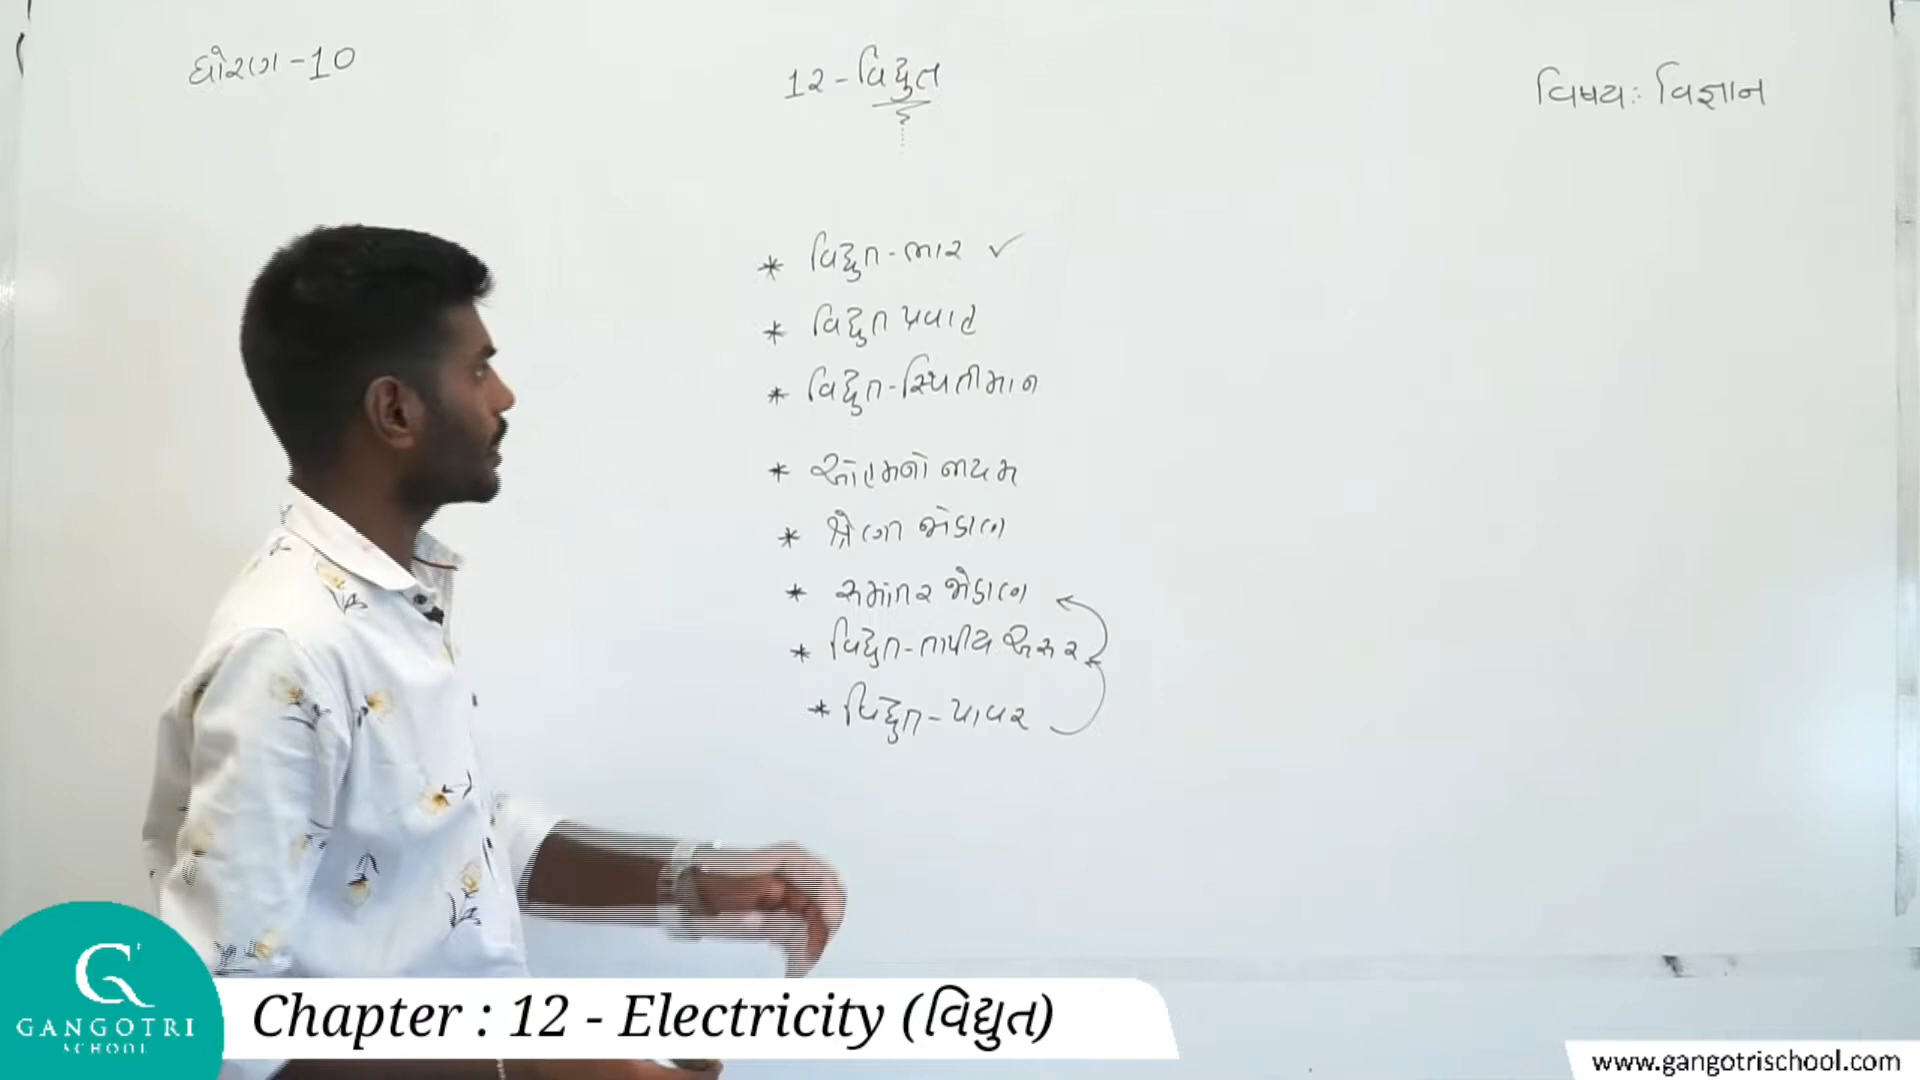 ધોરણ - 10
12 - વિદ્યુત
વિષય : વિજ્ઞાન
* વિદ્યુત - ભાર ✓
* વિદ્યુત પ્રવાહ
* વિદ્યુત - સ્થિતીમાન
* ઓહમનો નિયમ
* શ્રેણી જોડાણ
* સમાંતર જોડાણ
* વિદ્યુત - તાપીય અસર
* વિદ્યુત - પાવર
GANGOTRI
SCHOOL
Chapter : 12 - Electricity (વિદ્યુત)
www.gangotrischool.com